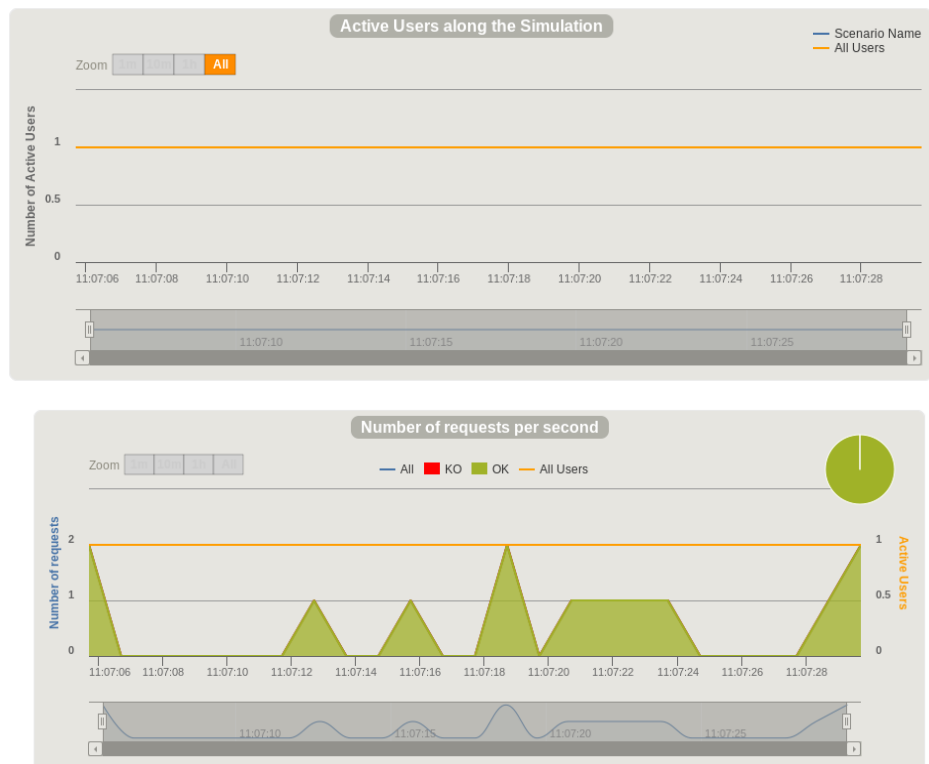 Active Users along the Simulation
Scenario Name
All Users
Zoom 1m 10m 1h All
Number of Active Users
1
0.5
0
11:07:06 11:07:08 11:07:10 11:07:12 11:07:14 11:07:16 11:07:18 11:07:20 11:07:22 11:07:24 11:07:26 11:07:28
11:07:10 11:07:15 11:07:20 11:07:25
Number of requests per second
Zoom 1m 10m 1h All
All KO OK All Users
Number of requests
2
1
0
1
0.5
0
Active Users
11:07:06 11:07:08 11:07:10 11:07:12 11:07:14 11:07:16 11:07:18 11:07:20 11:07:22 11:07:24 11:07:26 11:07:28
11:07:10 11:07:15 11:07:20 11:07:25